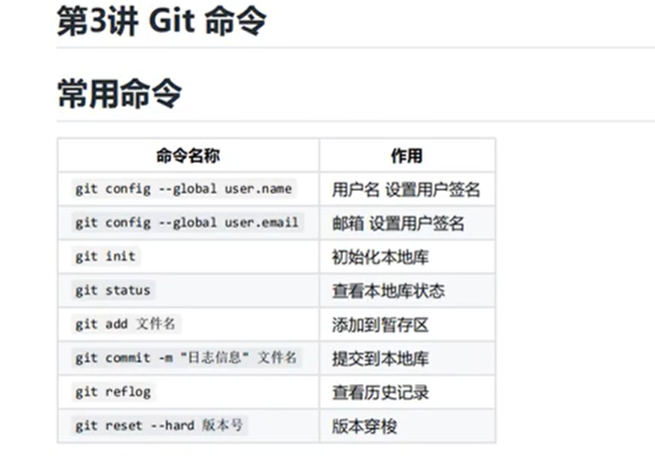 第3讲 Git 命令
常用命令
命令名称 作用
git config --global user.name 用户名 设置用户签名
git config --global user.email 邮箱 设置用户签名
git init 初始化本地库
git status 查看本地库状态
git add 文件名 添加到暂存区
git commit -m "日志信息" 文件名 提交到本地库
git reflog 查看历史记录
git reset --hard 版本号 版本穿梭